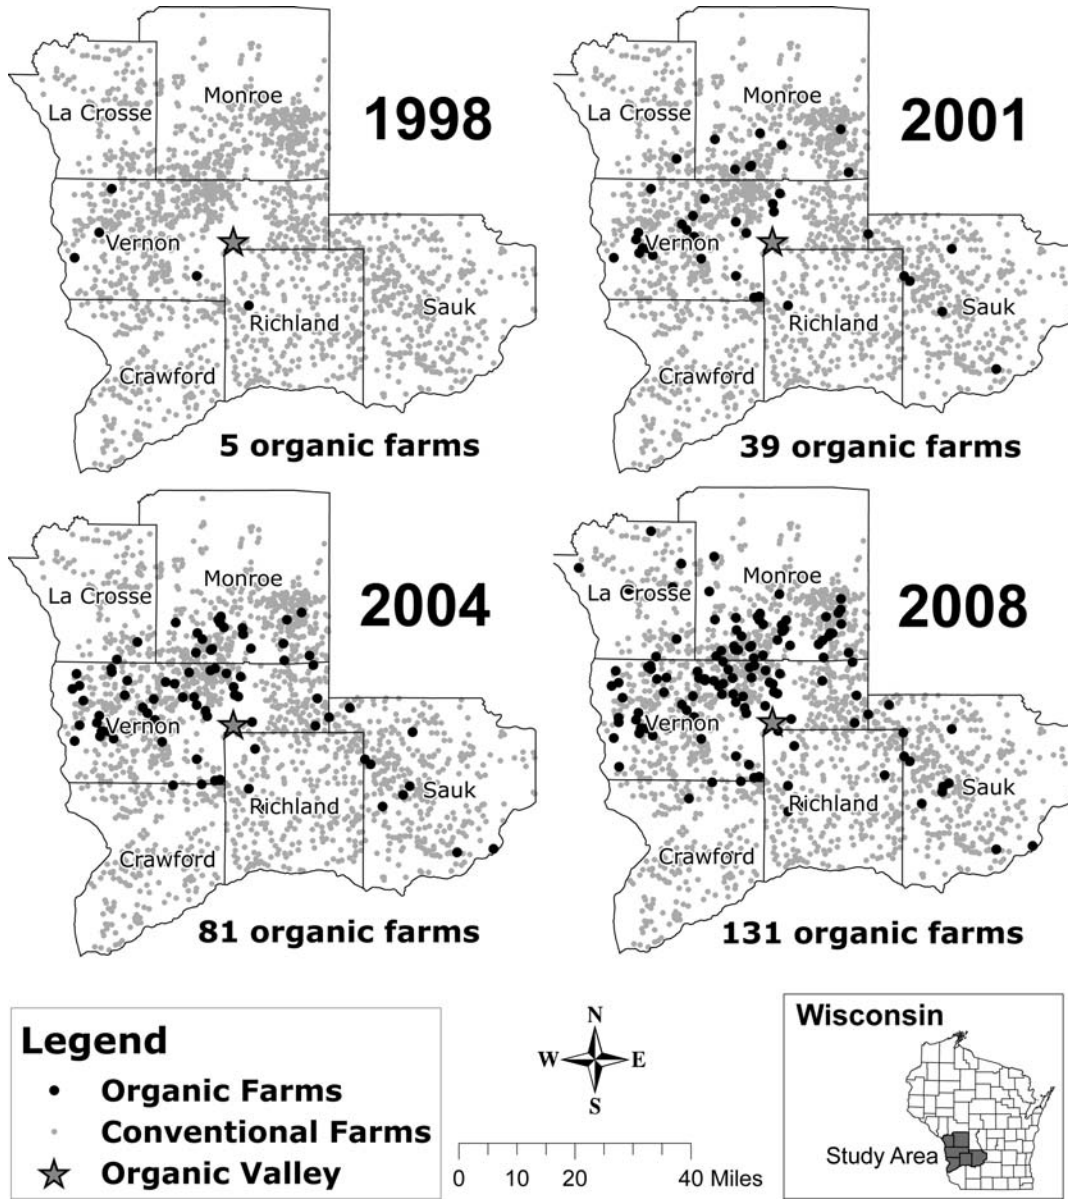 La Crosse
Monroe
1998
Vernon
Richland
Sauk
Crawford
5 organic farms
La Crosse
Monroe
2001
Vernon
Richland
Sauk
Crawford
39 organic farms
La Crosse
Monroe
2004
Vernon
Richland
Sauk
Crawford
81 organic farms
La Crosse
Monroe
2008
Vernon
Richland
Sauk
Crawford
131 organic farms
Legend
Organic Farms
Conventional Farms
Organic Valley
N
W E
S
0 10 20 40 Miles
Wisconsin
Study Area